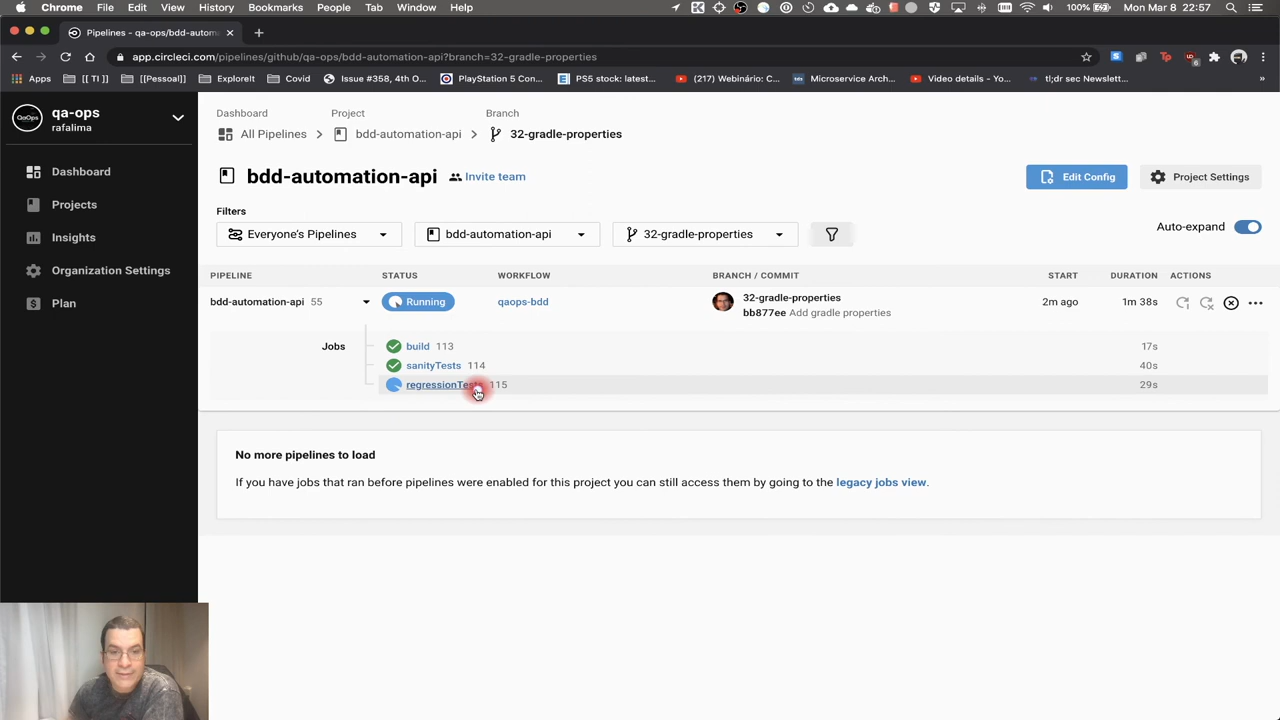 Chrome File Edit View History Bookmarks People Tab Window Help 100% Mon Mar 8 22:57
Pipelines - qa-ops/bdd-autom
app.circleci.com/pipelines/github/qa-ops/bdd-automation-api?branch=32-gradle-properties
Apps [[ TI ]] [[Pessoal]] ExploreIt Covid Issue #358, 4th O... PlayStation 5 Con... PS5 stock: latest... (217) Webinário: C... Microservice Arch... Video details - Yo... tl;dr sec Newslett... »
QaOps qa-ops
rafalima
Dashboard
Projects
Insights
Organization Settings
Plan
Dashboard Project Branch
All Pipelines bdd-automation-api 32-gradle-properties
bdd-automation-api Invite team Edit Config Project Settings
Filters
Everyone's Pipelines bdd-automation-api 32-gradle-properties Auto-expand
PIPELINE STATUS WORKFLOW BRANCH / COMMIT START DURATION ACTIONS
bdd-automation-api 55 Running qaops-bdd 32-gradle-properties 2m ago 1m 38s
bb877ee Add gradle properties
Jobs build 113 17s
sanityTests 114 40s
regressionTests 115 29s
No more pipelines to load
If you have jobs that ran before pipelines were enabled for this project you can still access them by going to the legacy jobs view.